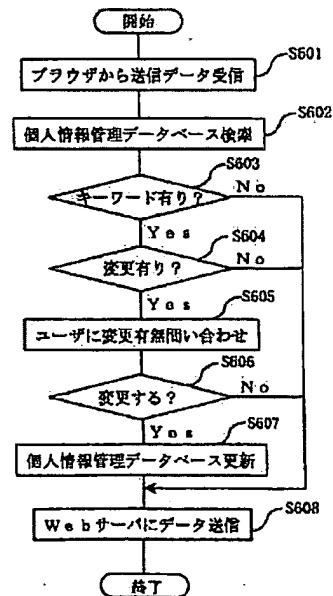 開始
S601
ブラウザから送信データ受信
S602
個人情報管理データベース検索
S603
キーワード有り？
No
Yes
S604
変更有り？
No
Yes
S605
ユーザに変更有無問い合わせ
S606
変更する？
No
Yes
S607
個人情報管理データベース更新
S608
Webサーバにデータ送信
終了